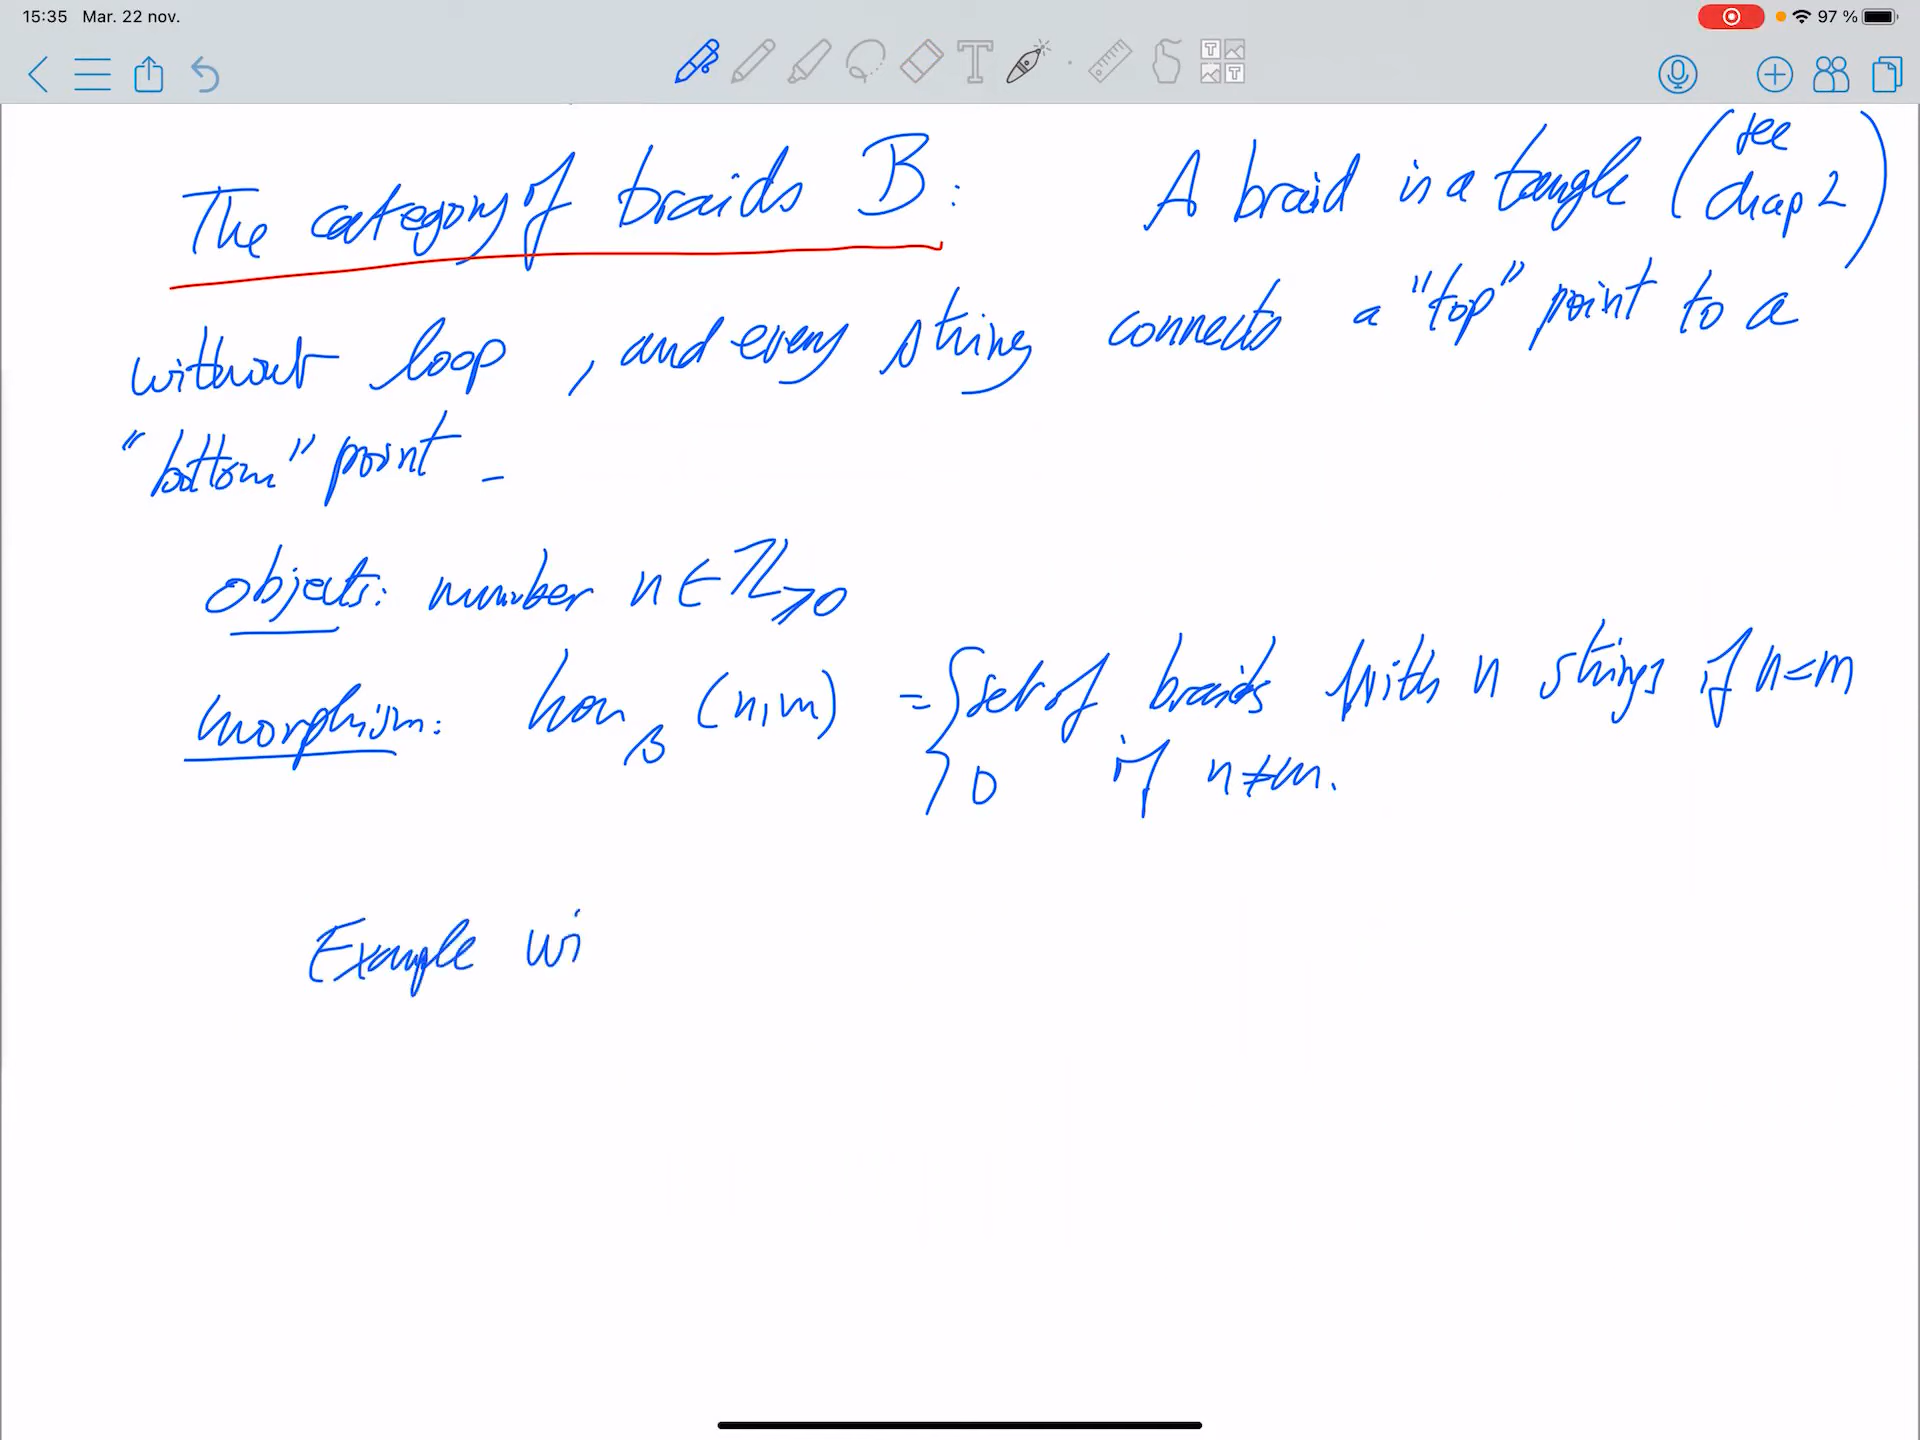 15:35 Mar. 22 nov. 97 %
The category of braids B : A braid is a tangle (see chap 2)
without loop, and every string connects a "top" point to a
"bottom" point -
objects: number n ∈ ℤ⩾0
morphism: hom_B (n,m) = { set of braids with n strings if n=m
0 if n≠m.
Example wi